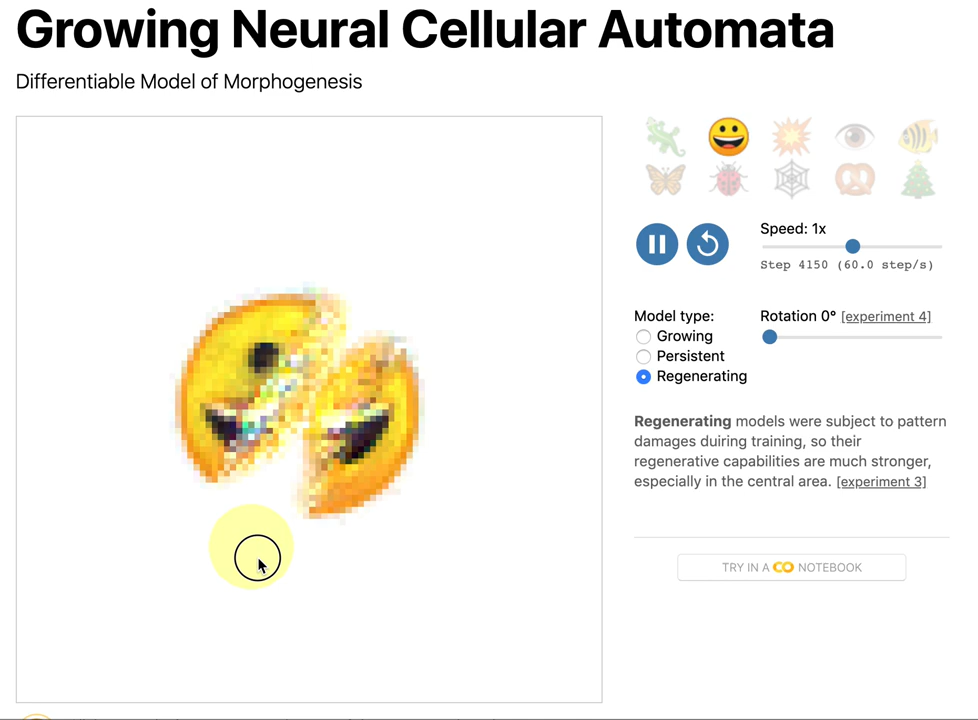 Growing Neural Cellular Automata
Differentiable Model of Morphogenesis
Speed: 1x
Step 4150 (60.0 step/s)
Model type:
Growing
Persistent
Regenerating
Rotation 0° [experiment 4]
Regenerating models were subject to pattern
damages duiring training, so their
regenerative capabilities are much stronger,
especially in the central area. [experiment 3]
TRY IN A CO NOTEBOOK